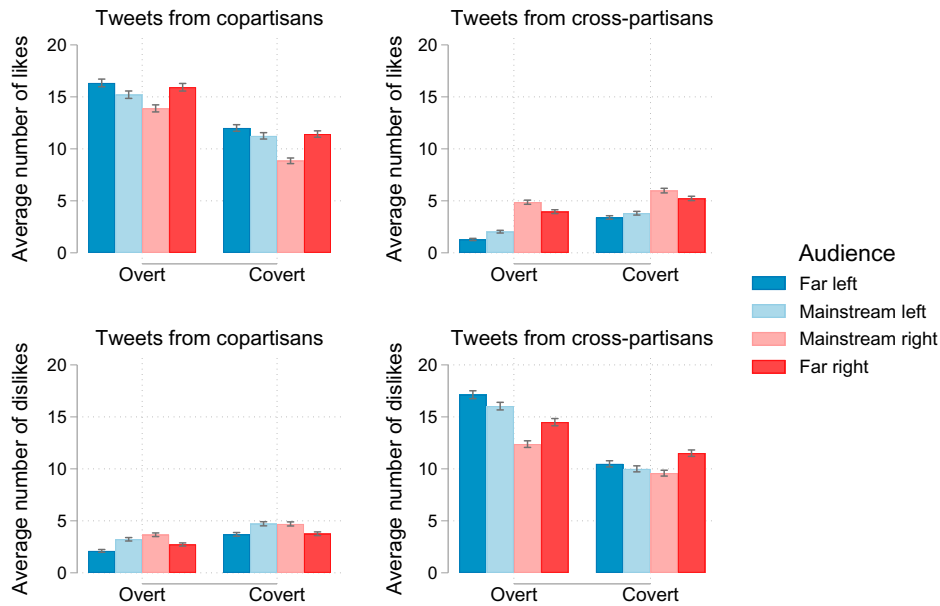 Tweets from copartisans
Average number of likes
20
15
10
5
0
Overt
Covert
Tweets from cross-partisans
Average number of likes
20
15
10
5
0
Overt
Covert
Tweets from copartisans
Average number of dislikes
20
15
10
5
0
Overt
Covert
Tweets from cross-partisans
Average number of dislikes
20
15
10
5
0
Overt
Covert
Audience
Far left
Mainstream left
Mainstream right
Far right